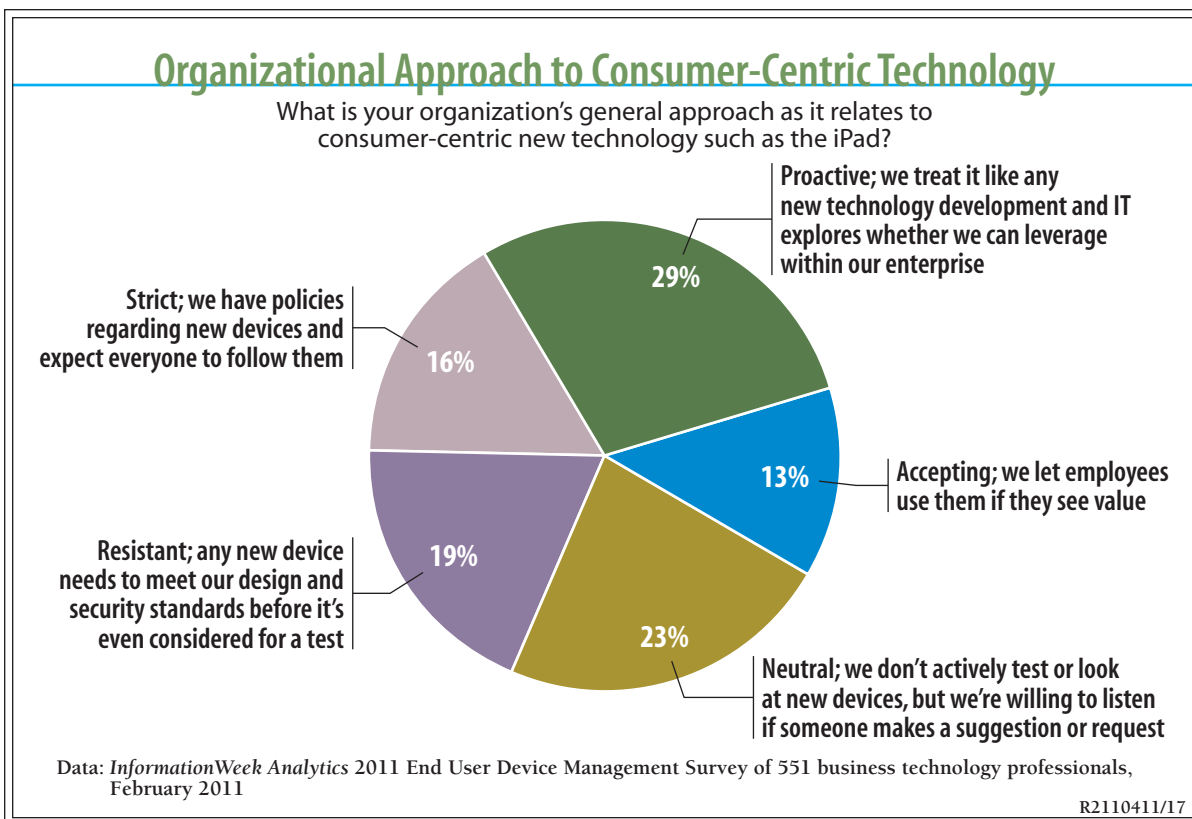 Organizational Approach to Consumer-Centric Technology
What is your organization's general approach as it relates to
consumer-centric new technology such as the iPad?
Proactive; we treat it like any
new technology development and IT
explores whether we can leverage
within our enterprise
29%
Strict; we have policies
regarding new devices and
expect everyone to follow them
16%
13%
Accepting; we let employees
use them if they see value
Resistant; any new device
needs to meet our design and
security standards before it's
even considered for a test
19%
23%
Neutral; we don't actively test or look
at new devices, but we're willing to listen
if someone makes a suggestion or request
Data: InformationWeek Analytics 2011 End User Device Management Survey of 551 business technology professionals,
February 2011
R2110411/17